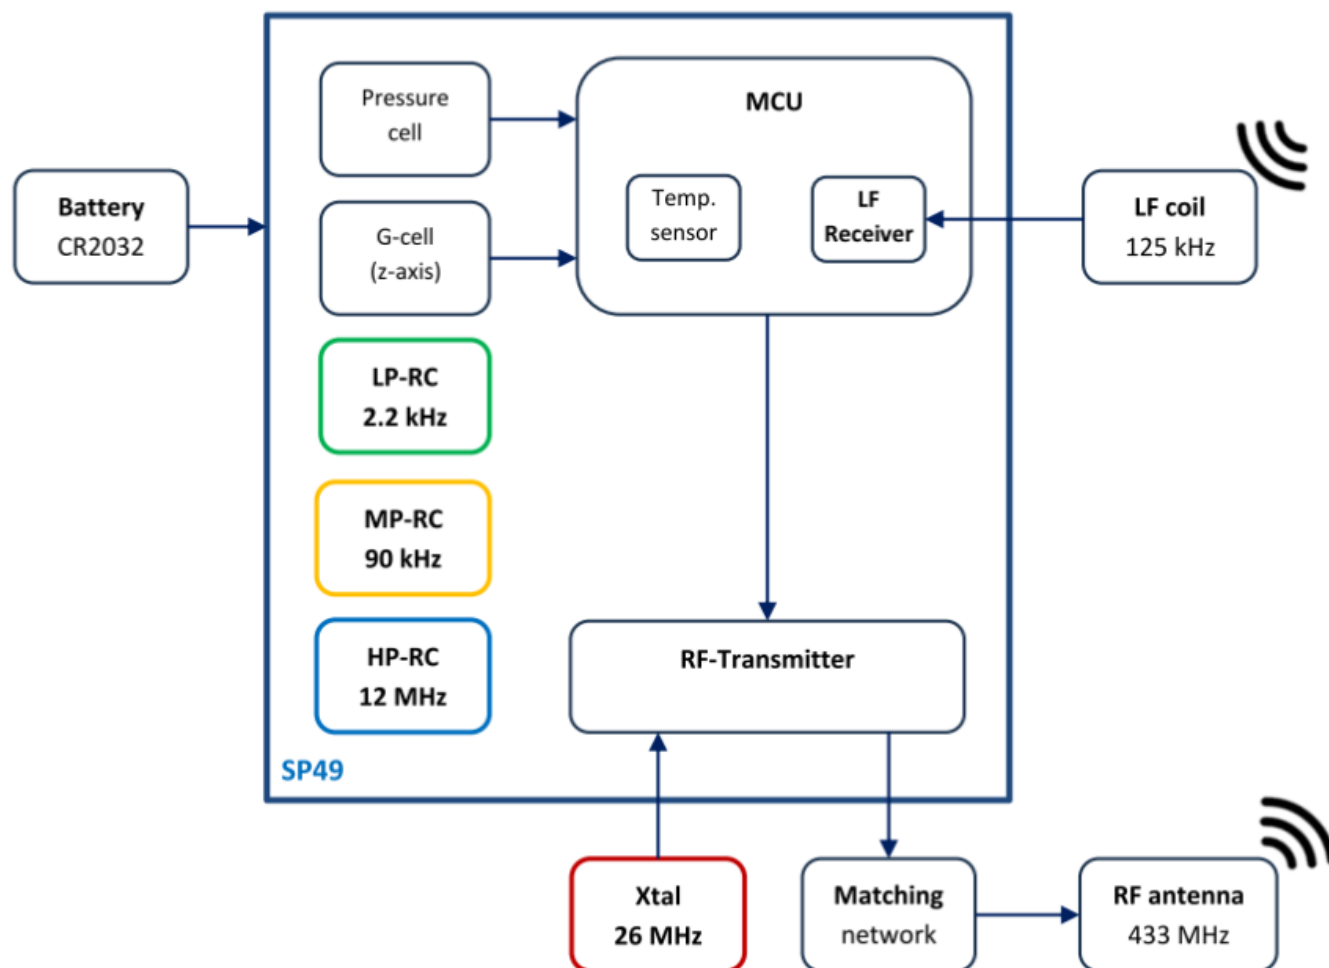 Pressure
cell
MCU
Battery
CR2032
Temp.
sensor
LF
Receiver
LF coil
125 kHz
G-cell
(z-axis)
LP-RC
2.2 kHz
MP-RC
90 kHz
HP-RC
12 MHz
RF-Transmitter
SP49
Xtal
26 MHz
Matching
network
RF antenna
433 MHz